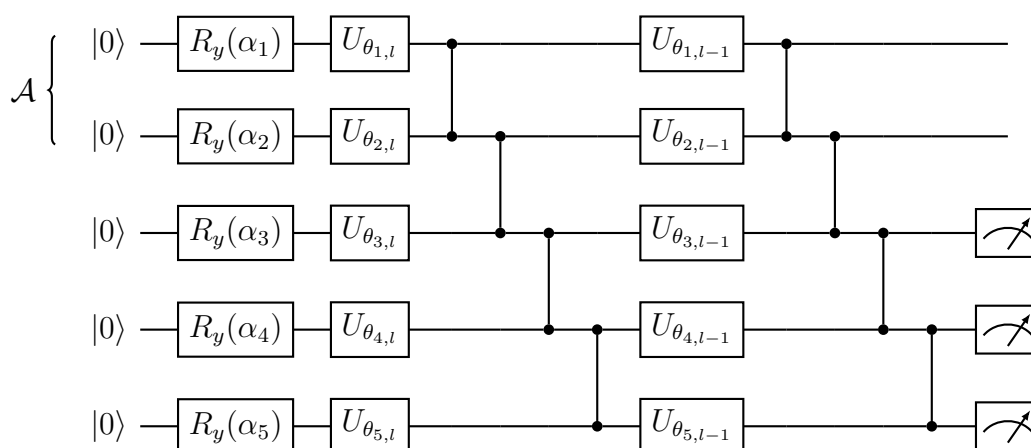 |0⟩ R_y(α_1) U_{θ_{1,l}} U_{θ_{1,l−1}}
𝒜 {
|0⟩ R_y(α_2) U_{θ_{2,l}} U_{θ_{2,l−1}}
|0⟩ R_y(α_3) U_{θ_{3,l}} U_{θ_{3,l−1}}
|0⟩ R_y(α_4) U_{θ_{4,l}} U_{θ_{4,l−1}}
|0⟩ R_y(α_5) U_{θ_{5,l}} U_{θ_{5,l−1}}